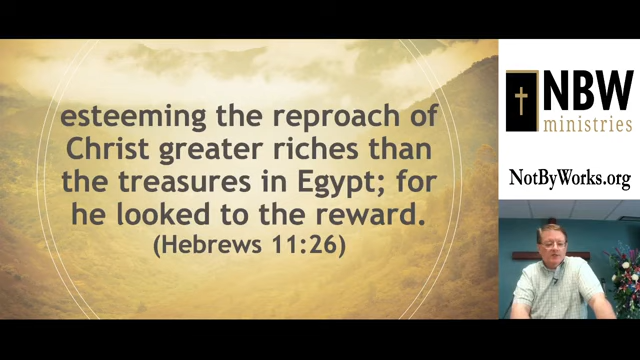 esteeming the reproach of
Christ greater riches than
the treasures in Egypt; for
he looked to the reward.
(Hebrews 11:26)
NBW
ministries
NotByWorks.org